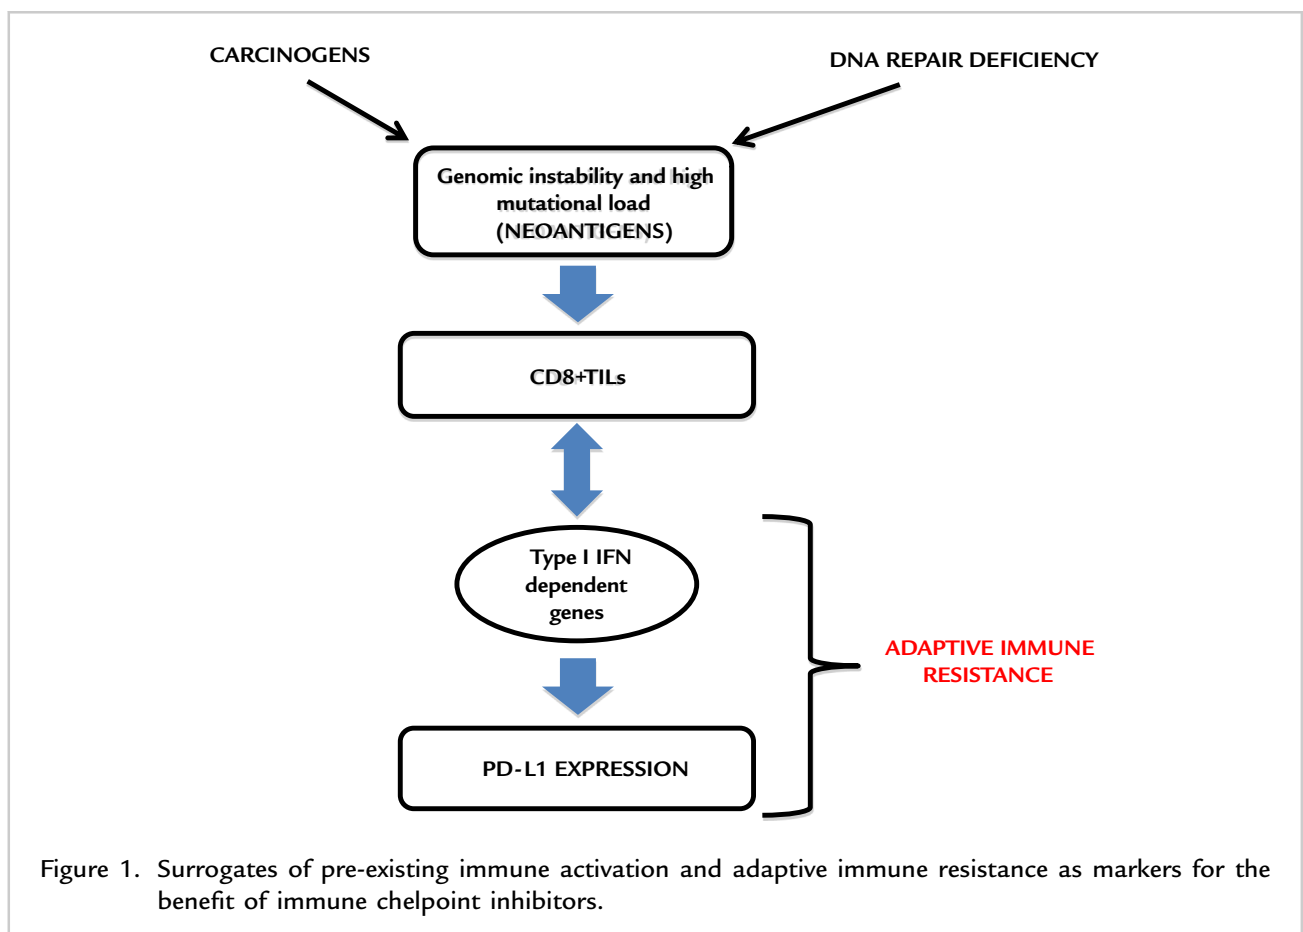 CARCINOGENS
DNA REPAIR DEFICIENCY
Genomic instability and high
mutational load
(NEOANTIGENS)
CD8+TILs
Type I IFN
dependent
genes
ADAPTIVE IMMUNE
RESISTANCE
PD-L1 EXPRESSION
Figure 1. Surrogates of pre-existing immune activation and adaptive immune resistance as markers for the
benefit of immune chelpoint inhibitors.